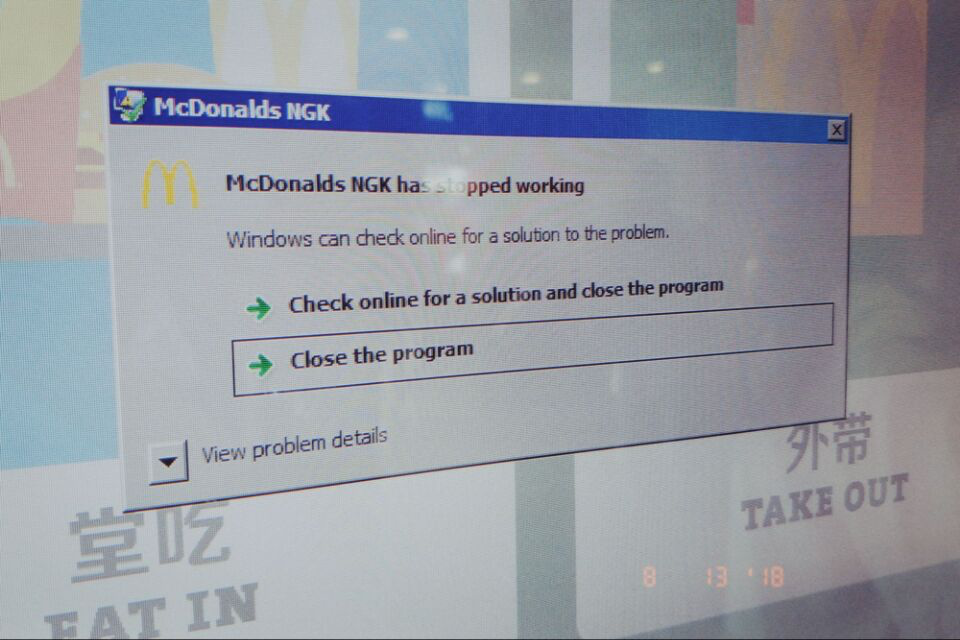 McDonalds NGK
McDonalds NGK has stopped working
Windows can check online for a solution to the problem.
Check online for a solution and close the program
Close the program
View problem details
外带
TAKE OUT
堂吃
EAT IN
8 13 '18